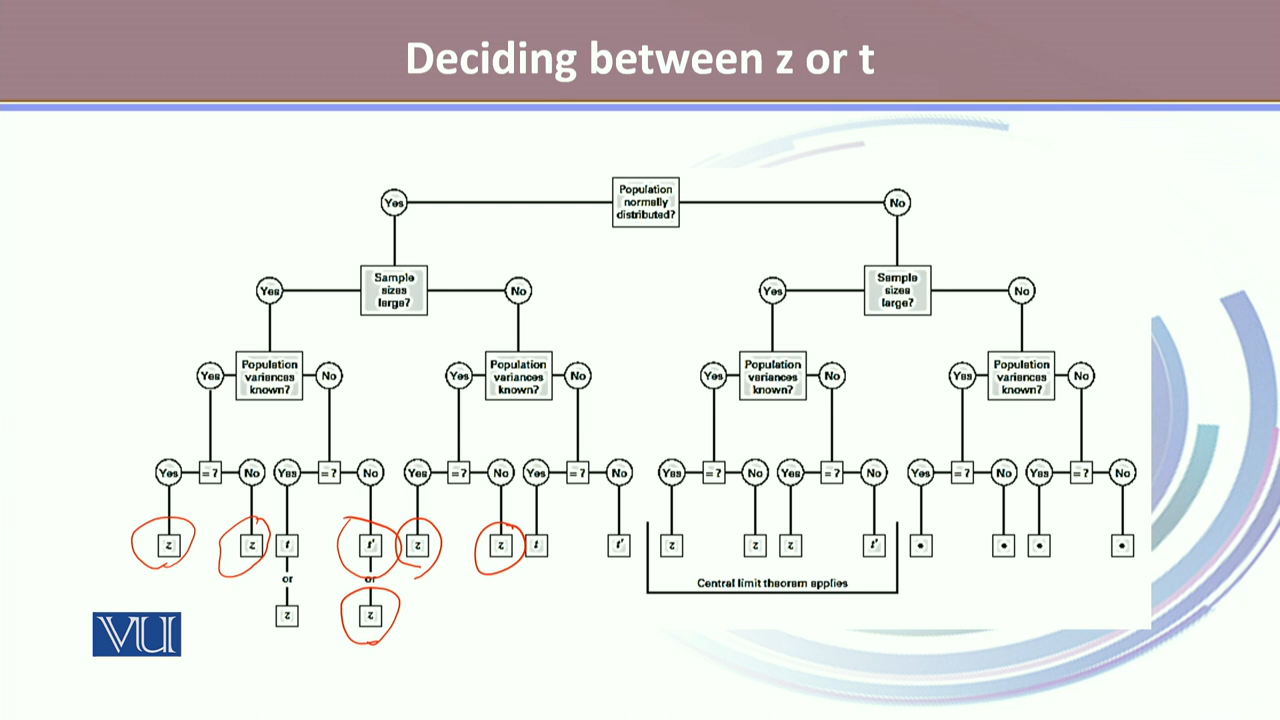 Deciding between z or t
Population
normally
distributed?
Yes
No
Sample
sizes
large?
Yes
No
Sample
sizes
large?
Yes
No
Population
variances
known?
Yes
No
Population
variances
known?
Yes
No
Population
variances
known?
Yes
No
Population
variances
known?
Yes
No
Yes = ? No
Yes = ? No
Yes = ? No
Yes = ? No
Yes = ? No
Yes = ? No
Yes = ? No
Yes = ? No
z z t t' z z t t' z z z t' * * * *
or or
z z
Central limit theorem applies
VU